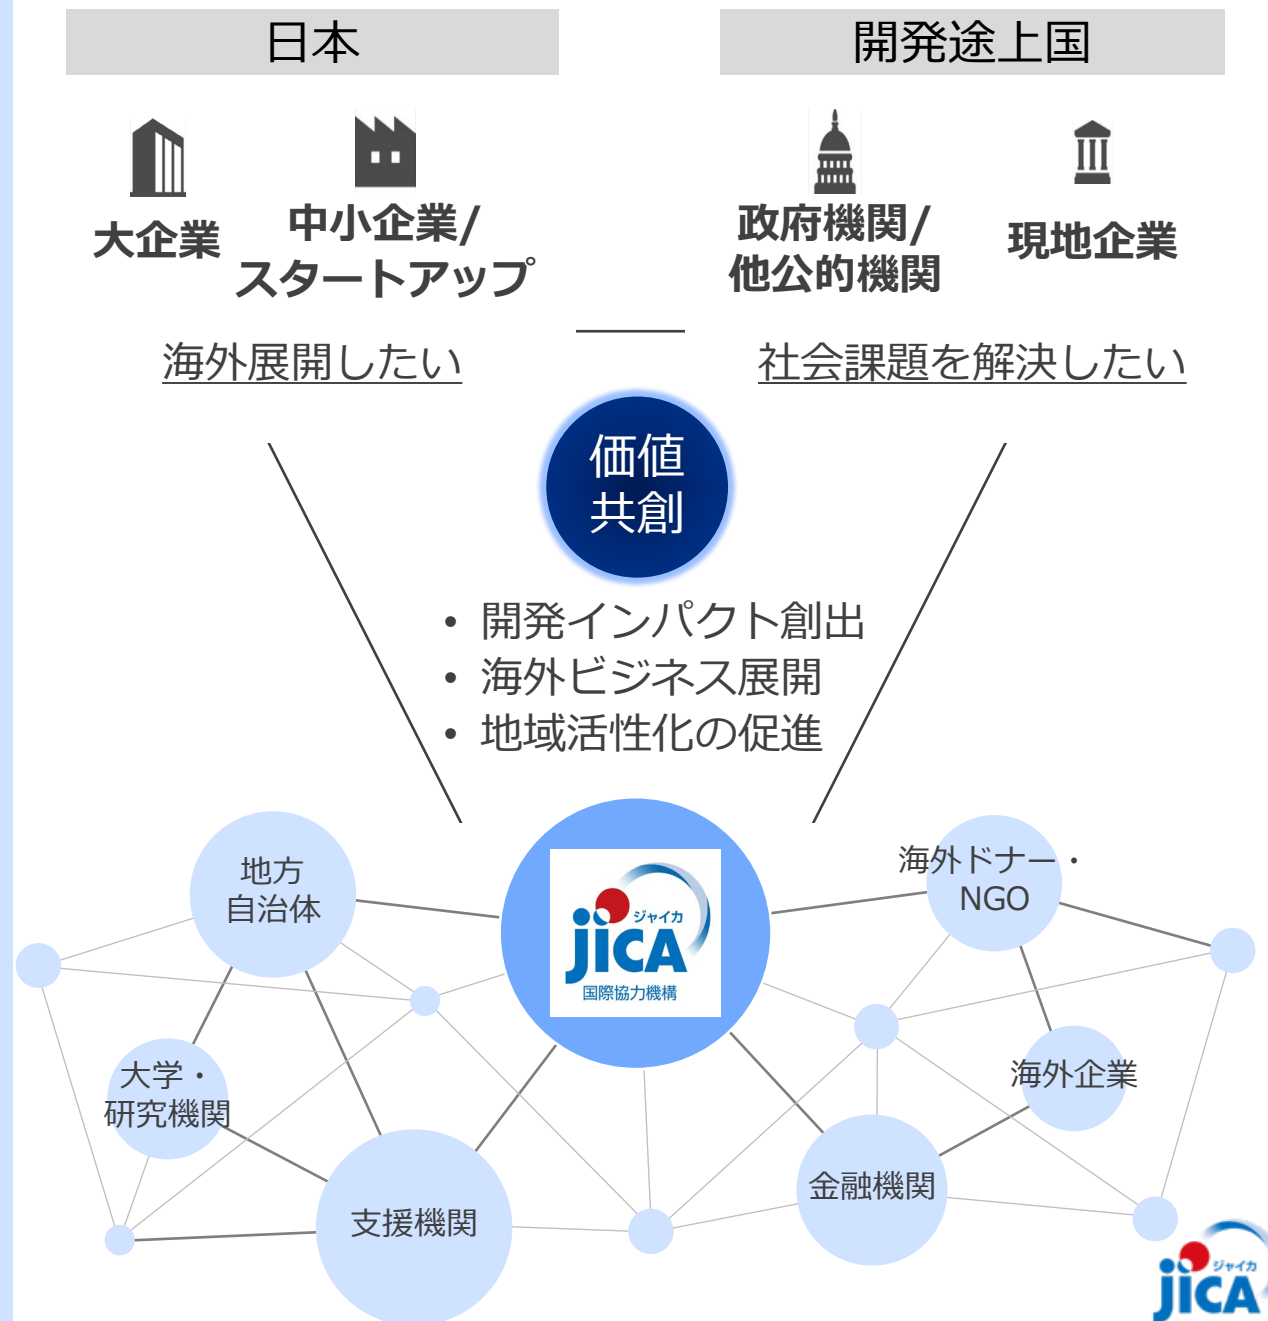 日本
開発途上国
大企業
中小企業/
スタートアップ
政府機関/
他公的機関
現地企業
海外展開したい
社会課題を解決したい
価値
共創
• 開発インパクト創出
• 海外ビジネス展開
• 地域活性化の促進
地方
自治体
ジャイカ
JICA
国際協力機構
海外ドナー・
NGO
大学・
研究機関
海外企業
支援機関
金融機関
ジャイカ
JICA